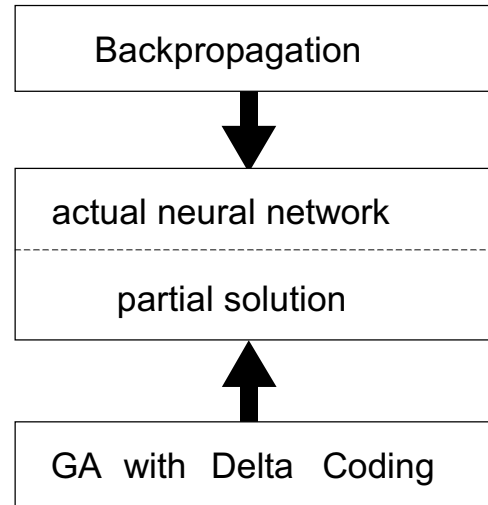 Backpropagation
actual neural network
partial solution
GA with Delta Coding